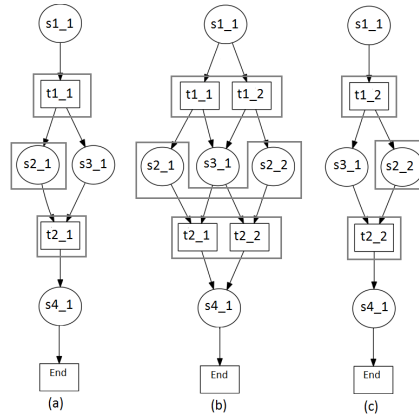 s1_1 s1_1 s1_1
t1_1 t1_1 t1_2 t1_2
s2_1 s3_1 s2_1 s3_1 s2_2 s3_1 s2_2
t2_1 t2_1 t2_2 t2_2
s4_1 s4_1 s4_1
End End End
(a) (b) (c)